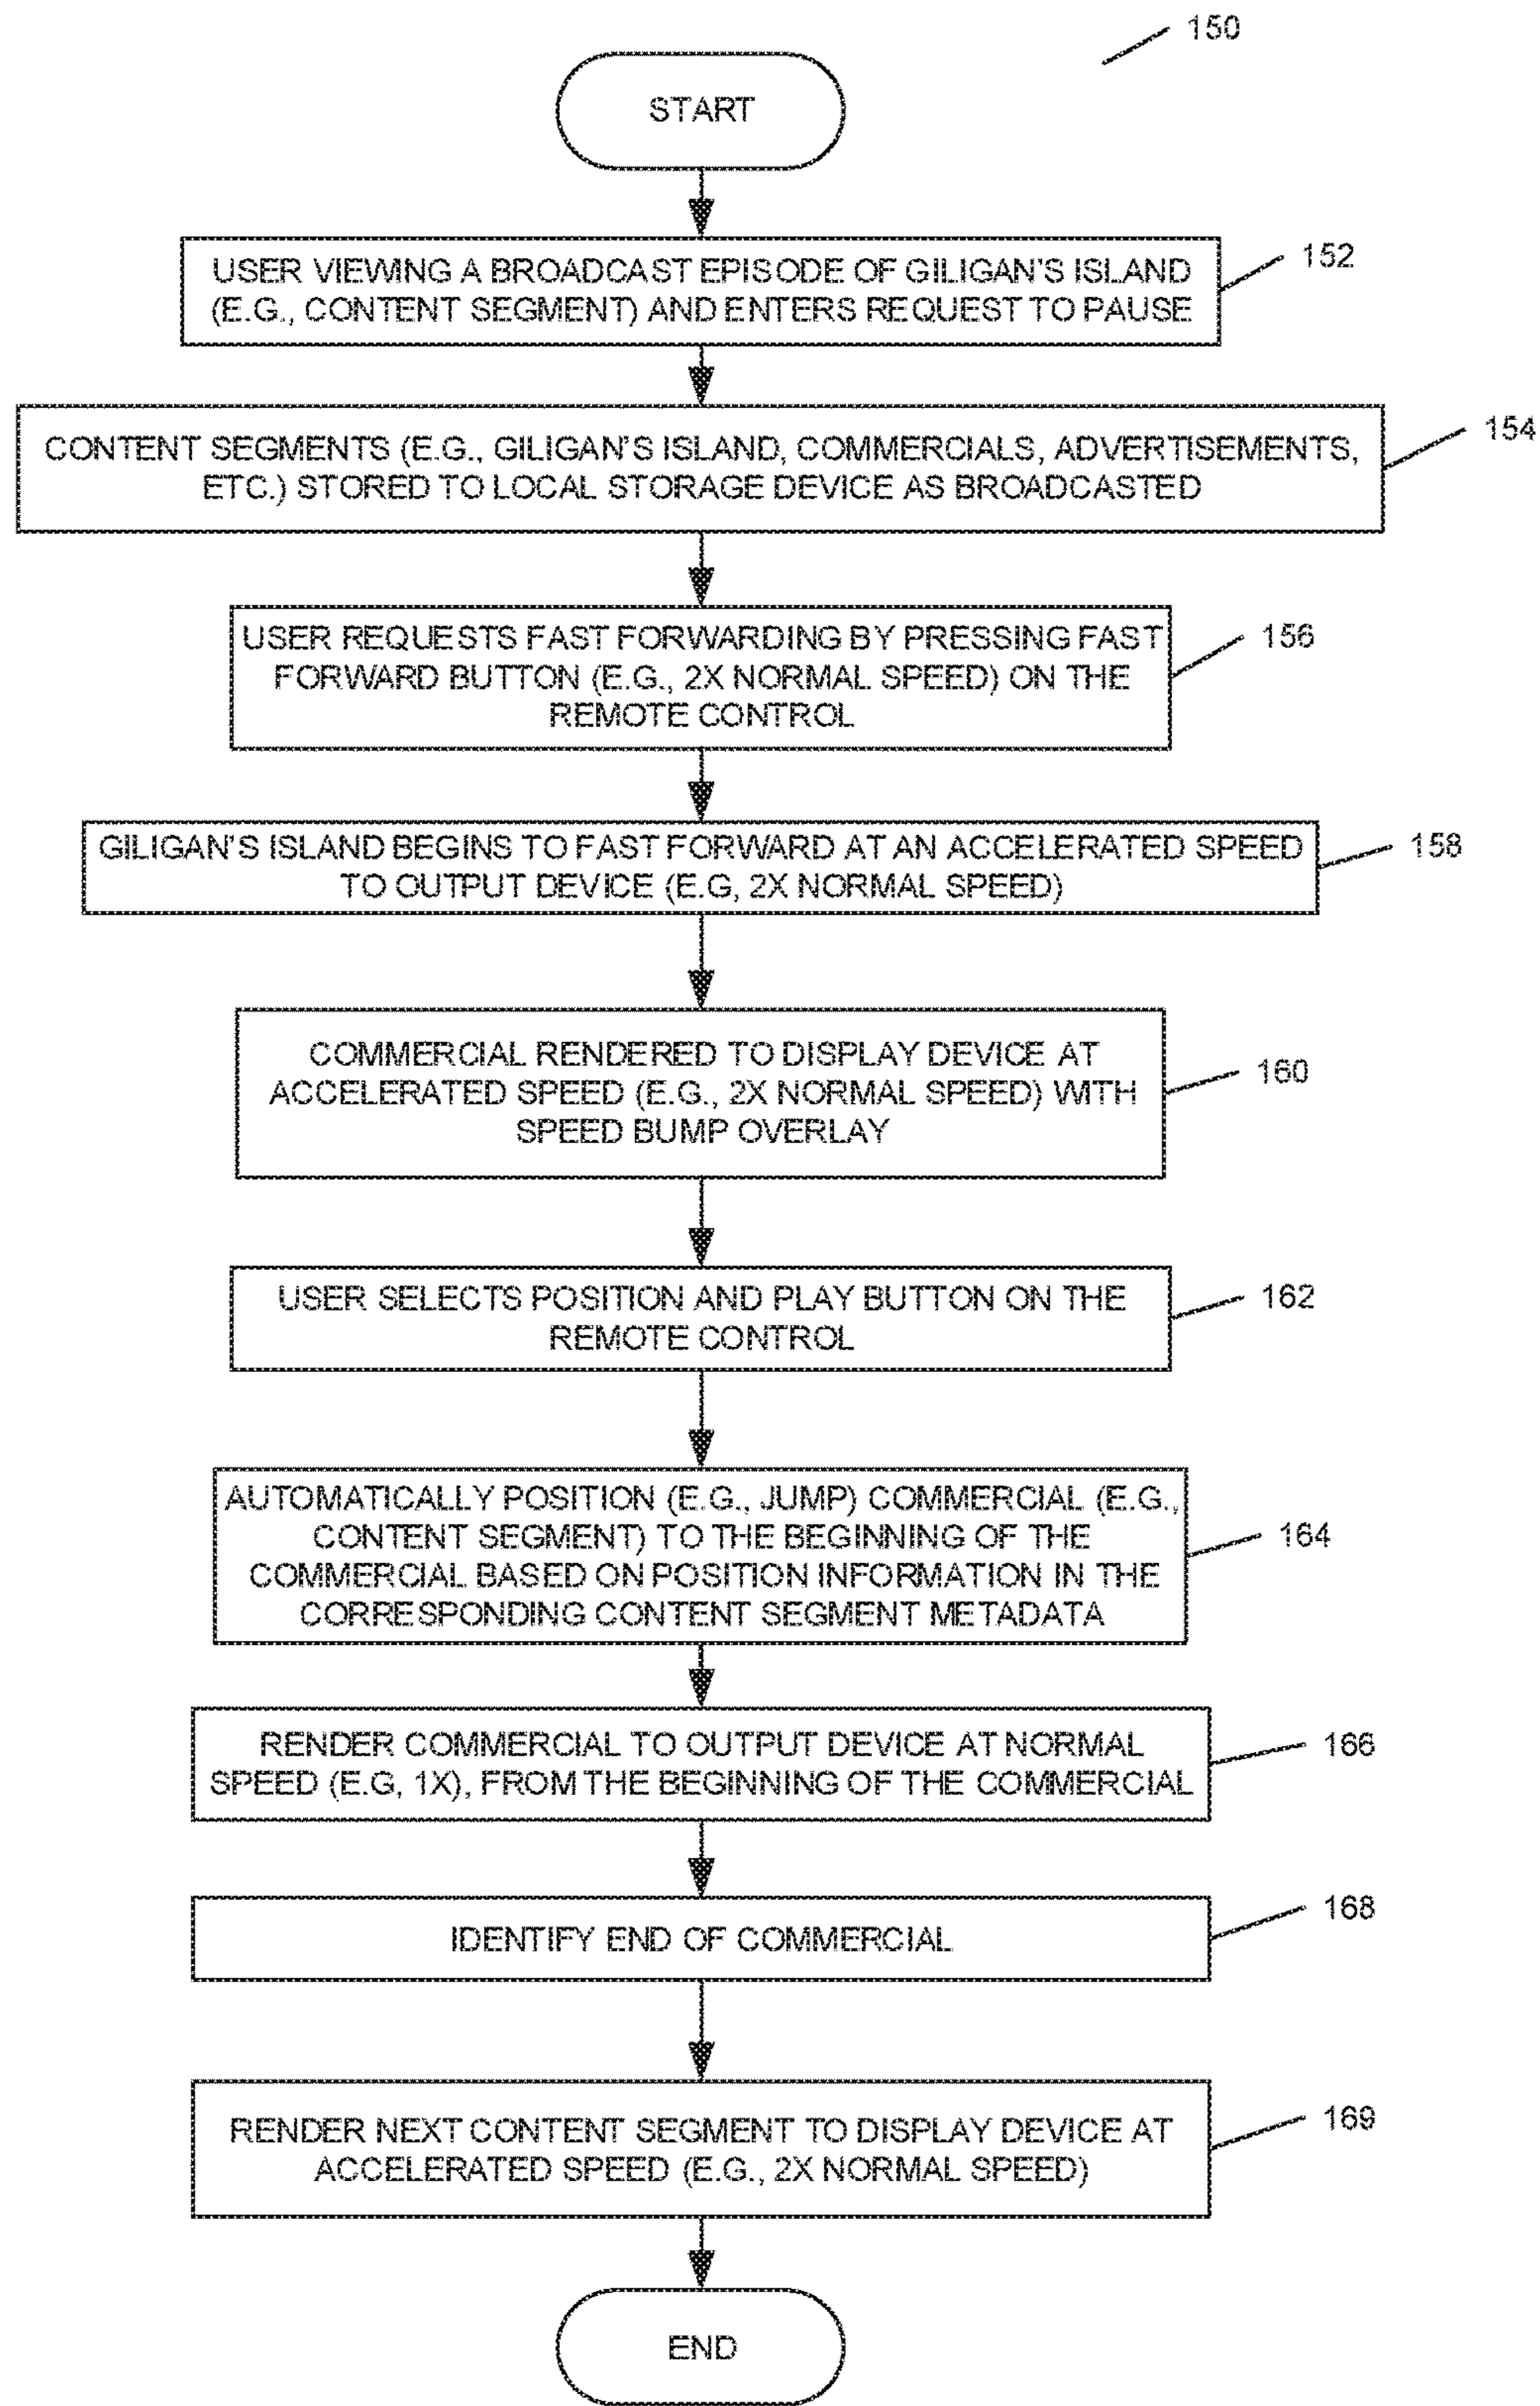 150
START
USER VIEWING A BROADCAST EPISODE OF GILIGAN'S ISLAND
(E.G., CONTENT SEGMENT) AND ENTERS REQUEST TO PAUSE
152
CONTENT SEGMENTS (E.G., GILIGAN'S ISLAND, COMMERCIALS, ADVERTISEMENTS,
ETC.) STORED TO LOCAL STORAGE DEVICE AS BROADCASTED
154
USER REQUESTS FAST FORWARDING BY PRESSING FAST
FORWARD BUTTON (E.G., 2X NORMAL SPEED) ON THE
REMOTE CONTROL
156
GILIGAN'S ISLAND BEGINS TO FAST FORWARD AT AN ACCELERATED SPEED
TO OUTPUT DEVICE (E.G, 2X NORMAL SPEED)
158
COMMERCIAL RENDERED TO DISPLAY DEVICE AT
ACCELERATED SPEED (E.G., 2X NORMAL SPEED) WITH
SPEED BUMP OVERLAY
160
USER SELECTS POSITION AND PLAY BUTTON ON THE
REMOTE CONTROL
162
AUTOMATICALLY POSITION (E.G., JUMP) COMMERCIAL (E.G.,
CONTENT SEGMENT) TO THE BEGINNING OF THE
COMMERCIAL BASED ON POSITION INFORMATION IN THE
CORRESPONDING CONTENT SEGMENT METADATA
164
RENDER COMMERCIAL TO OUTPUT DEVICE AT NORMAL
SPEED (E.G, 1X), FROM THE BEGINNING OF THE COMMERCIAL
166
IDENTIFY END OF COMMERCIAL
168
RENDER NEXT CONTENT SEGMENT TO DISPLAY DEVICE AT
ACCELERATED SPEED (E.G., 2X NORMAL SPEED)
169
END